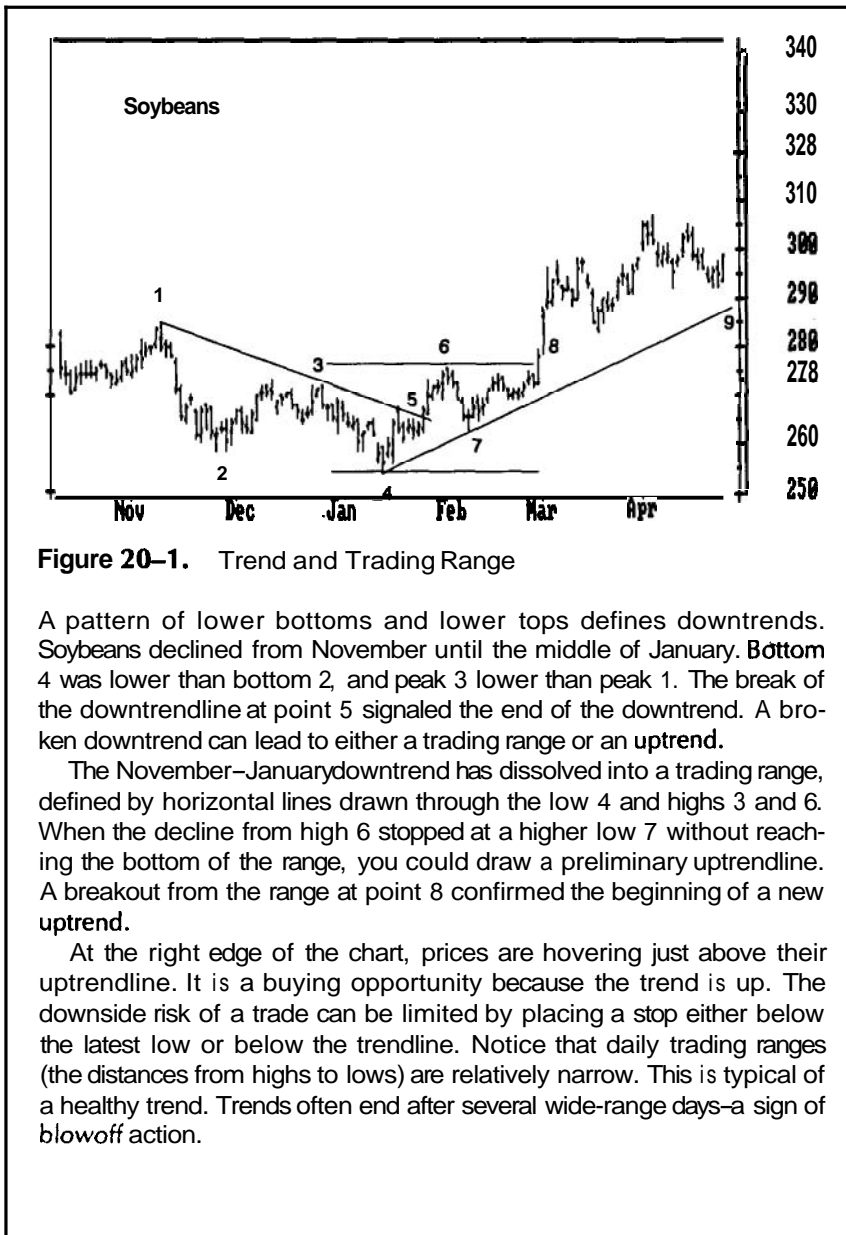 340
Soybeans
330
328
310
300
290
280
278
260
250
1
2
3
4
5
6
7
8
9
Nov Dec Jan Feb Mar Apr
Figure 20–1. Trend and Trading Range
A pattern of lower bottoms and lower tops defines downtrends.
Soybeans declined from November until the middle of January. Bottom
4 was lower than bottom 2, and peak 3 lower than peak 1. The break of
the downtrendline at point 5 signaled the end of the downtrend. A bro-
ken downtrend can lead to either a trading range or an uptrend.
The November–Januarydowntrend has dissolved into a trading range,
defined by horizontal lines drawn through the low 4 and highs 3 and 6.
When the decline from high 6 stopped at a higher low 7 without reach-
ing the bottom of the range, you could draw a preliminary uptrendline.
A breakout from the range at point 8 confirmed the beginning of a new
uptrend.
At the right edge of the chart, prices are hovering just above their
uptrendline. It is a buying opportunity because the trend is up. The
downside risk of a trade can be limited by placing a stop either below
the latest low or below the trendline. Notice that daily trading ranges
(the distances from highs to lows) are relatively narrow. This is typical of
a healthy trend. Trends often end after several wide-range days–a sign of
blowoff action.